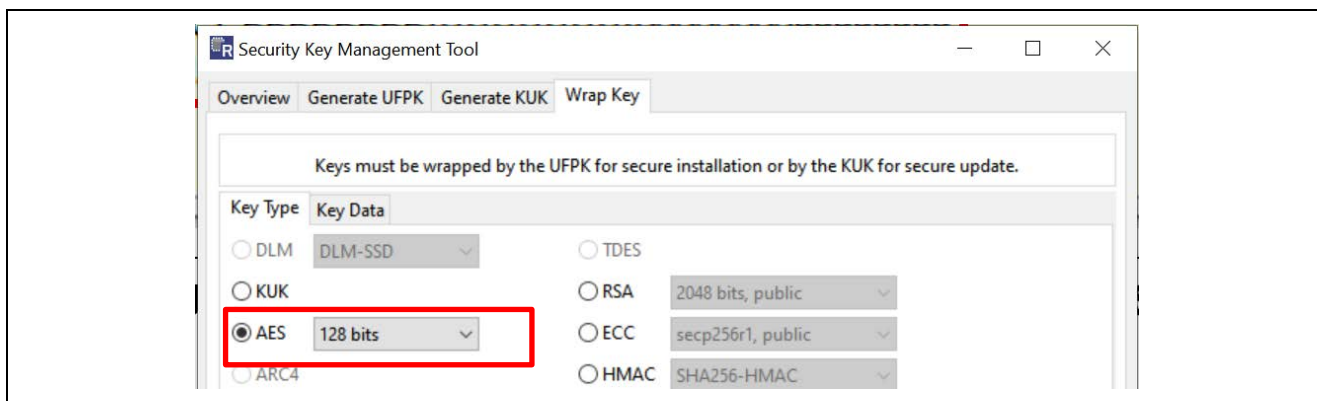 Security Key Management Tool
Overview Generate UFPK Generate KUK Wrap Key
Keys must be wrapped by the UFPK for secure installation or by the KUK for secure update.
Key Type Key Data
DLM DLM-SSD TDES
KUK RSA 2048 bits, public
AES 128 bits ECC secp256r1, public
ARC4 HMAC SHA256-HMAC